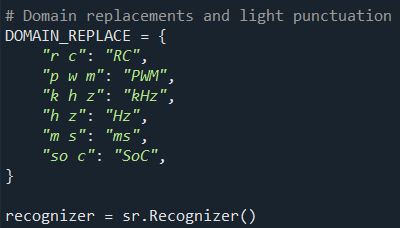 # Domain replacements and light punctuation
DOMAIN_REPLACE = {
    "r c": "RC",
    "p w m": "PWM",
    "k h z": "kHz",
    "h z": "Hz",
    "m s": "ms",
    "so c": "SoC",
}
recognizer = sr.Recognizer()